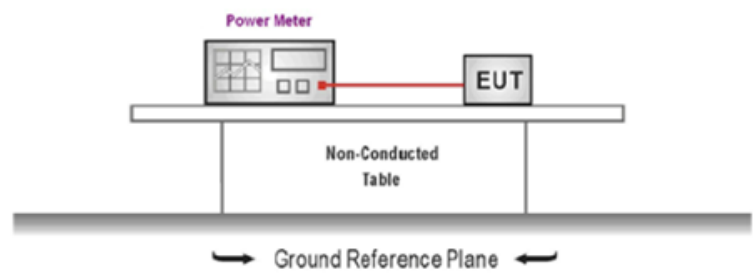 Power Meter
EUT
Non-Conducted
Table
Ground Reference Plane